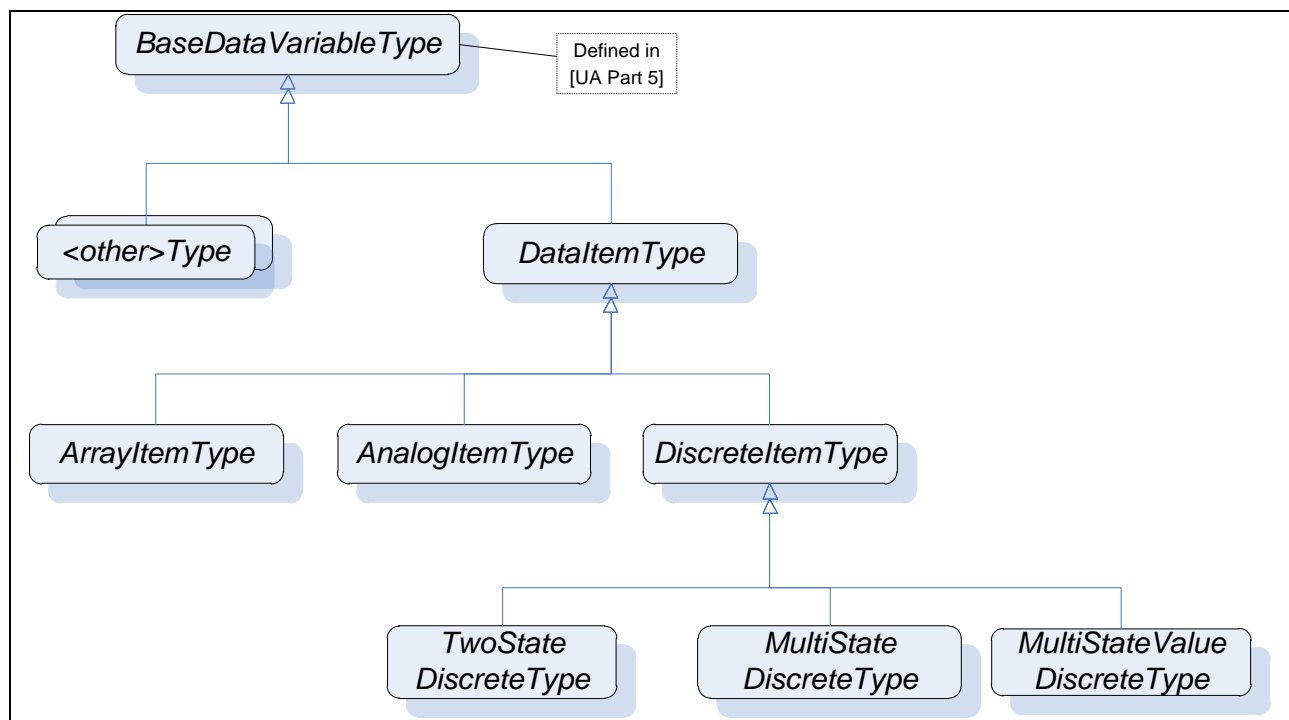 BaseDataVariableType
Defined in
[UA Part 5]
<other>Type
DataItemType
ArrayItemType
AnalogItemType
DiscreteItemType
TwoState
DiscreteType
MultiState
DiscreteType
MultiStateValue
DiscreteType